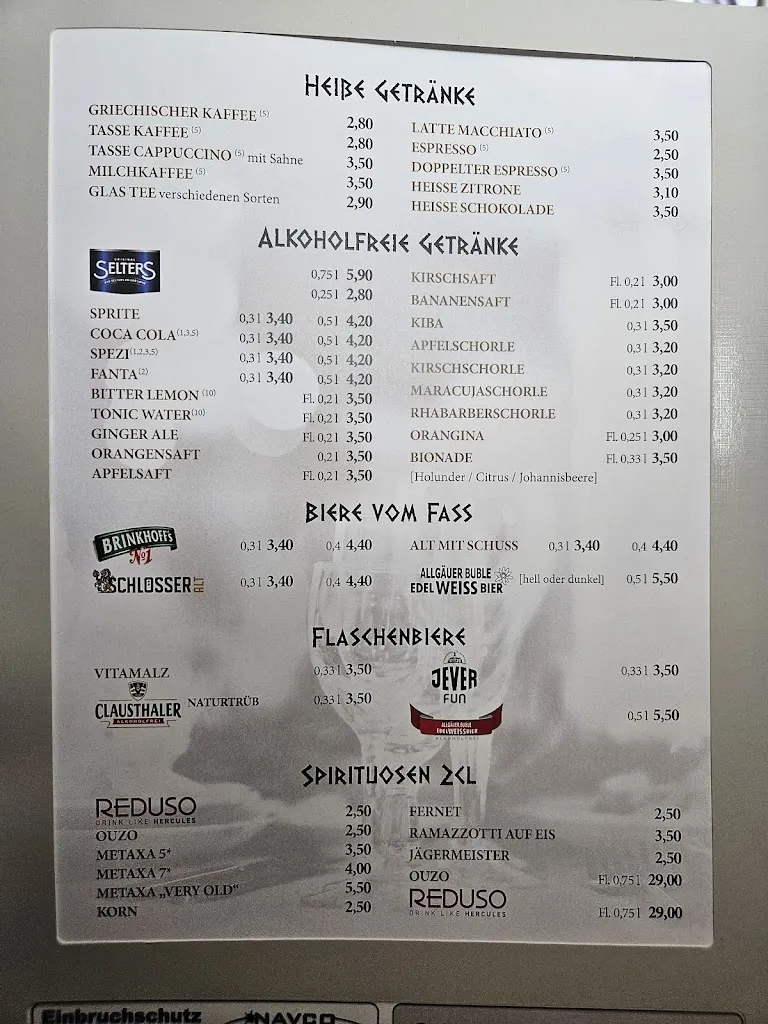 HEIßE GETRÄNKE
GRIECHISCHER KAFFEE (5) 2,80
TASSE KAFFEE (5) 2,80
TASSE CAPPUCCINO (5) mit Sahne 3,50
MILCHKAFFEE (5) 3,50
GLAS TEE verschiedenen Sorten 2,90
LATTE MACCHIATO (5) 3,50
ESPRESSO (5) 2,50
DOPPELTER ESPRESSO (5) 3,50
HEISSE ZITRONE 3,10
HEISSE SCHOKOLADE 3,50
ALKOHOLFREIE GETRÄNKE
ORIGINAL
SELTERS 0,75 l 5,90
0,25 l 2,80
SPRITE 0,3 l 3,40 0,5 l 4,20
COCA COLA (1,3,5) 0,3 l 3,40 0,5 l 4,20
SPEZI (1,2,3,5) 0,3 l 3,40 0,5 l 4,20
FANTA (2) 0,3 l 3,40 0,5 l 4,20
BITTER LEMON (10) Fl. 0,2 l 3,50
TONIC WATER (10) Fl. 0,2 l 3,50
GINGER ALE Fl. 0,2 l 3,50
ORANGENSAFT 0,2 l 3,50
APFELSAFT Fl. 0,2 l 3,50
KIRSCHSAFT Fl. 0,2 l 3,00
BANANENSAFT Fl. 0,2 l 3,00
KIBA 0,3 l 3,50
APFELSCHORLE 0,3 l 3,20
KIRSCHSCHORLE 0,3 l 3,20
MARACUJASCHORLE 0,3 l 3,20
RHABARBERSCHORLE 0,3 l 3,20
ORANGINA Fl. 0,25 l 3,00
BIONADE Fl. 0,33 l 3,50
[Holunder / Citrus / Johannisbeere]
BIERE VOM FASS
BRINKHOFF'S
No1 0,3 l 3,40 0,4 4,40
SCHLÖSSER ALT 0,3 l 3,40 0,4 4,40
ALT MIT SCHUSS 0,3 l 3,40 0,4 4,40
ALLGÄUER BUBLE
EDEL WEISS BIER [hell oder dunkel] 0,5 l 5,50
FLASCHENBIERE
VITAMALZ 0,33 l 3,50
CLAUSTHALER NATURTRÜB 0,33 l 3,50
ALKOHOLFREI
JEVER
FUN 0,33 l 3,50
ALLGÄUER BUBLE
EDELWEISSBIER 0,5 l 5,50
ALKOHOLFREI
SPIRITUOSEN 2CL
REDUSO 2,50
DRINK LIKE HERCULES
OUZO 2,50
METAXA 5* 3,50
METAXA 7* 4,00
METAXA „VERY OLD“ 5,50
KORN 2,50
FERNET 2,50
RAMAZZOTTI AUF EIS 3,50
JÄGERMEISTER 2,50
OUZO Fl. 0,75 l 29,00
REDUSO
DRINK LIKE HERCULES Fl. 0,75 l 29,00
Einbruchschutz
NAVCO